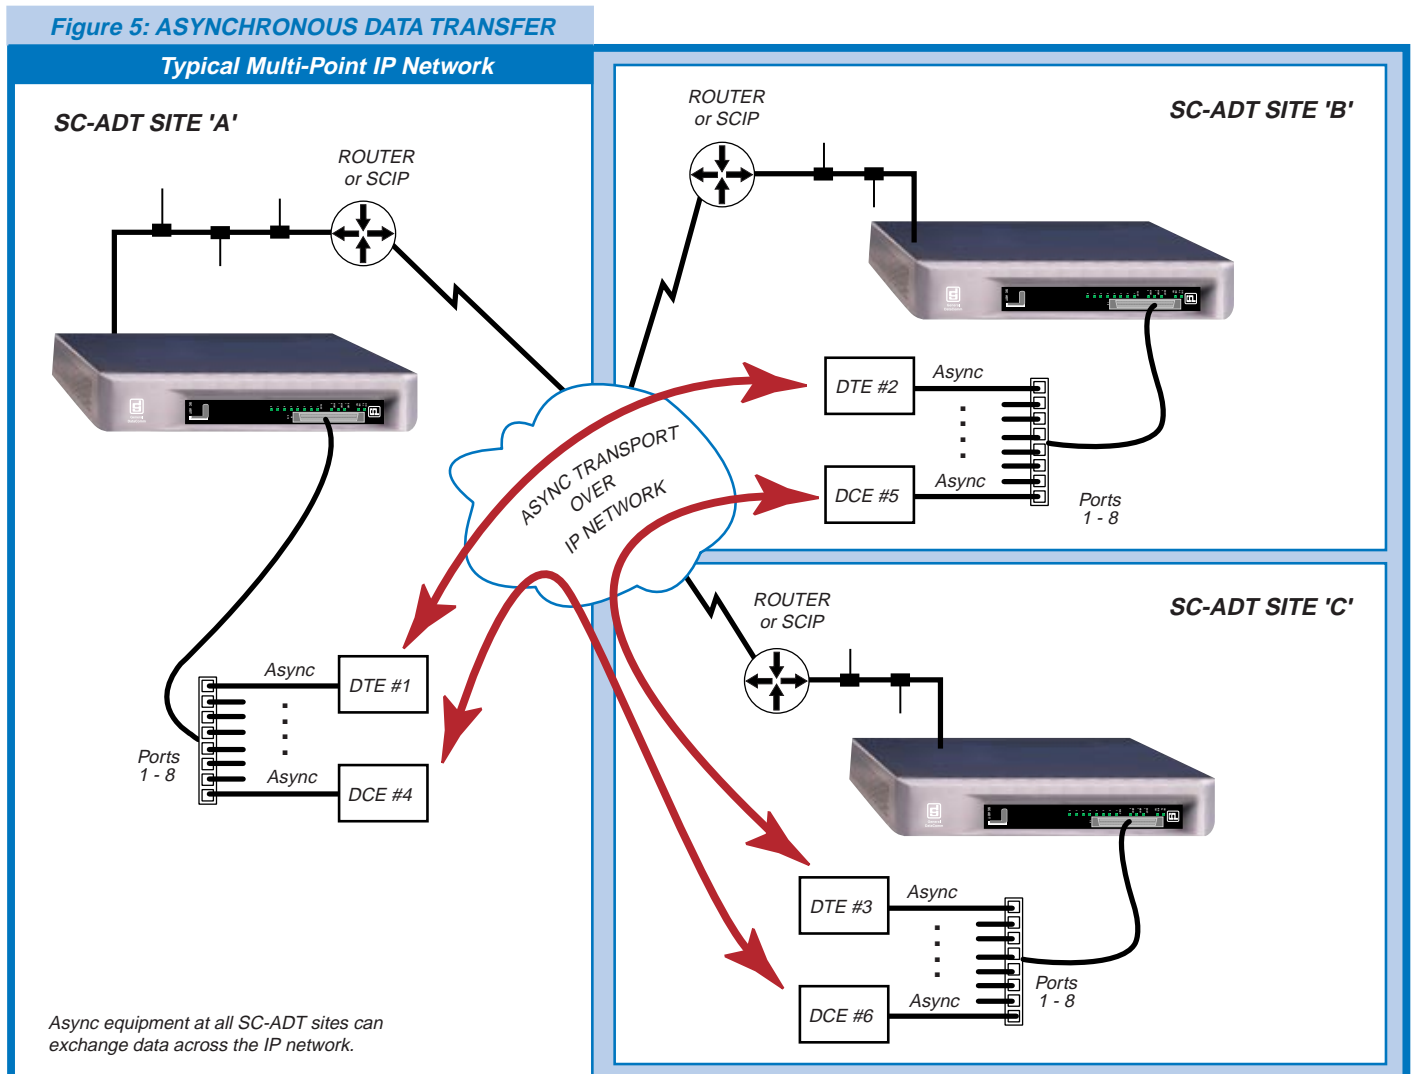 Figure 5: ASYNCHRONOUS DATA TRANSFER
Typical Multi-Point IP Network
SC-ADT SITE 'A'
ROUTER
or SCIP
Ports
1 - 8
Async
DTE #1
Async
DCE #4
Async equipment at all SC-ADT sites can
exchange data across the IP network.
ASYNC TRANSPORT
OVER
IP NETWORK
SC-ADT SITE 'B'
ROUTER
or SCIP
DTE #2
Async
DCE #5
Async
Ports
1 - 8
SC-ADT SITE 'C'
ROUTER
or SCIP
DTE #3
Async
DCE #6
Async
Ports
1 - 8